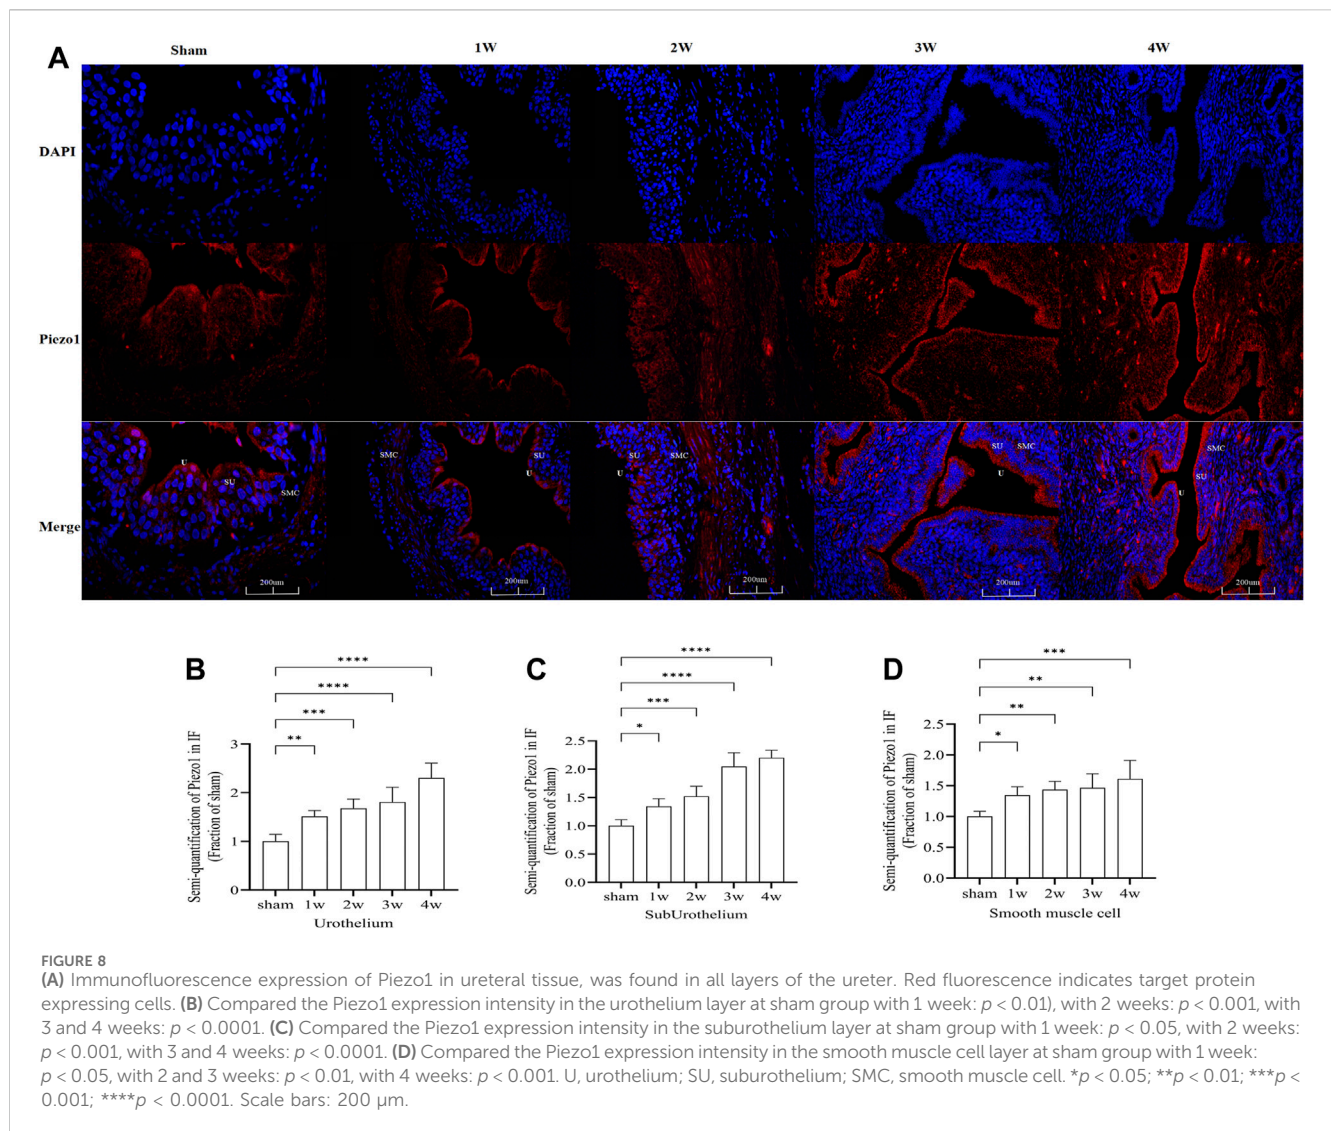 A
Sham
1W
2W
3W
4W
DAPI
Piezo1
Merge
U
SU
SMC
200um
SMC
SU
U
200um
SU
SMC
U
200um
SU
SMC
U
200um
SMC
SU
U
200um
B
Semi-quantification of Piezo1 in IF
(Fraction of sham)
****
****
***
**
3
2
1
0
sham 1w 2w 3w 4w
Urothelium
C
Semi-quantification of Piezo1 in IF
(Fraction of sham)
****
****
***
*
2.5
2.0
1.5
1.0
0.5
0.0
sham 1w 2w 3w 4w
SubUrothelium
D
Semi-quantification of Piezo1 in IF
(Fraction of sham)
***
**
**
*
2.5
2.0
1.5
1.0
0.5
0.0
sham 1w 2w 3w 4w
Smooth muscle cell
FIGURE 8
(A) Immunofluorescence expression of Piezo1 in ureteral tissue, was found in all layers of the ureter. Red fluorescence indicates target protein
expressing cells. (B) Compared the Piezo1 expression intensity in the urothelium layer at sham group with 1 week: p < 0.01), with 2 weeks: p < 0.001, with
3 and 4 weeks: p < 0.0001. (C) Compared the Piezo1 expression intensity in the suburothelium layer at sham group with 1 week: p < 0.05, with 2 weeks:
p < 0.001, with 3 and 4 weeks: p < 0.0001. (D) Compared the Piezo1 expression intensity in the smooth muscle cell layer at sham group with 1 week:
p < 0.05, with 2 and 3 weeks: p < 0.01, with 4 weeks: p < 0.001. U, urothelium; SU, suburothelium; SMC, smooth muscle cell. *p < 0.05; **p < 0.01; ***p <
0.001; ****p < 0.0001. Scale bars: 200 µm.